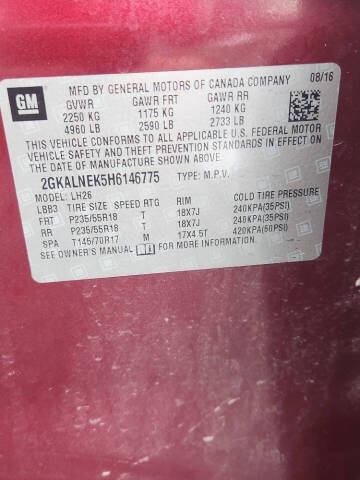 GM MFD BY GENERAL MOTORS OF CANADA COMPANY 08/16
GVWR GAWR FRT GAWR RR
2250 KG 1175 KG 1240 KG
4960 LB 2590 LB 2733 LB
THIS VEHICLE CONFORMS TO ALL APPLICABLE U.S. FEDERAL MOTOR
VEHICLE SAFETY AND THEFT PREVENTION STANDARDS IN EFFECT ON
THE DATE OF MANUFACTURE SHOWN ABOVE.
2GKALNEK5H6146775 TYPE: M.P.V.
MODEL: LH26
LBB3 TIRE SIZE SPEED RTG RIM COLD TIRE PRESSURE
FRT P235/55R18 T 18X7J 240KPA(35PSI)
RR P235/55R18 T 18X7J 240KPA(35PSI)
SPA T145/70R17 M 17X4.5T 420KPA(60PSI)
SEE OWNER'S MANUAL FOR MORE INFORMATION.